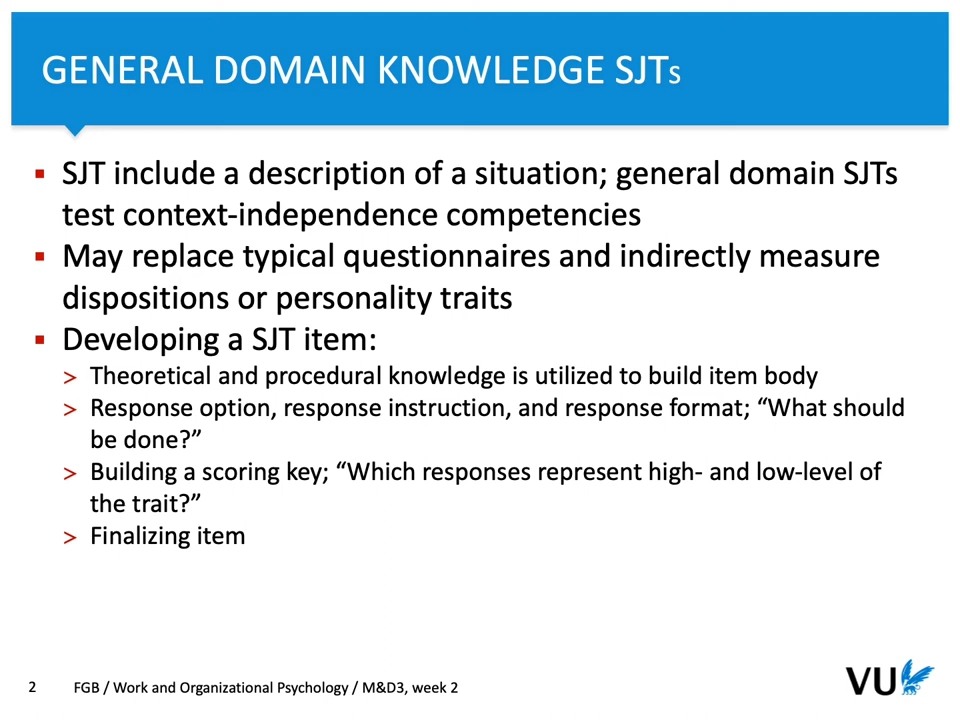 GENERAL DOMAIN KNOWLEDGE SJTs
▪ SJT include a description of a situation; general domain SJTs
test context-independence competencies
▪ May replace typical questionnaires and indirectly measure
dispositions or personality traits
▪ Developing a SJT item:
> Theoretical and procedural knowledge is utilized to build item body
> Response option, response instruction, and response format; “What should
be done?”
> Building a scoring key; “Which responses represent high- and low-level of
the trait?”
> Finalizing item
2 FGB / Work and Organizational Psychology / M&D3, week 2
VU